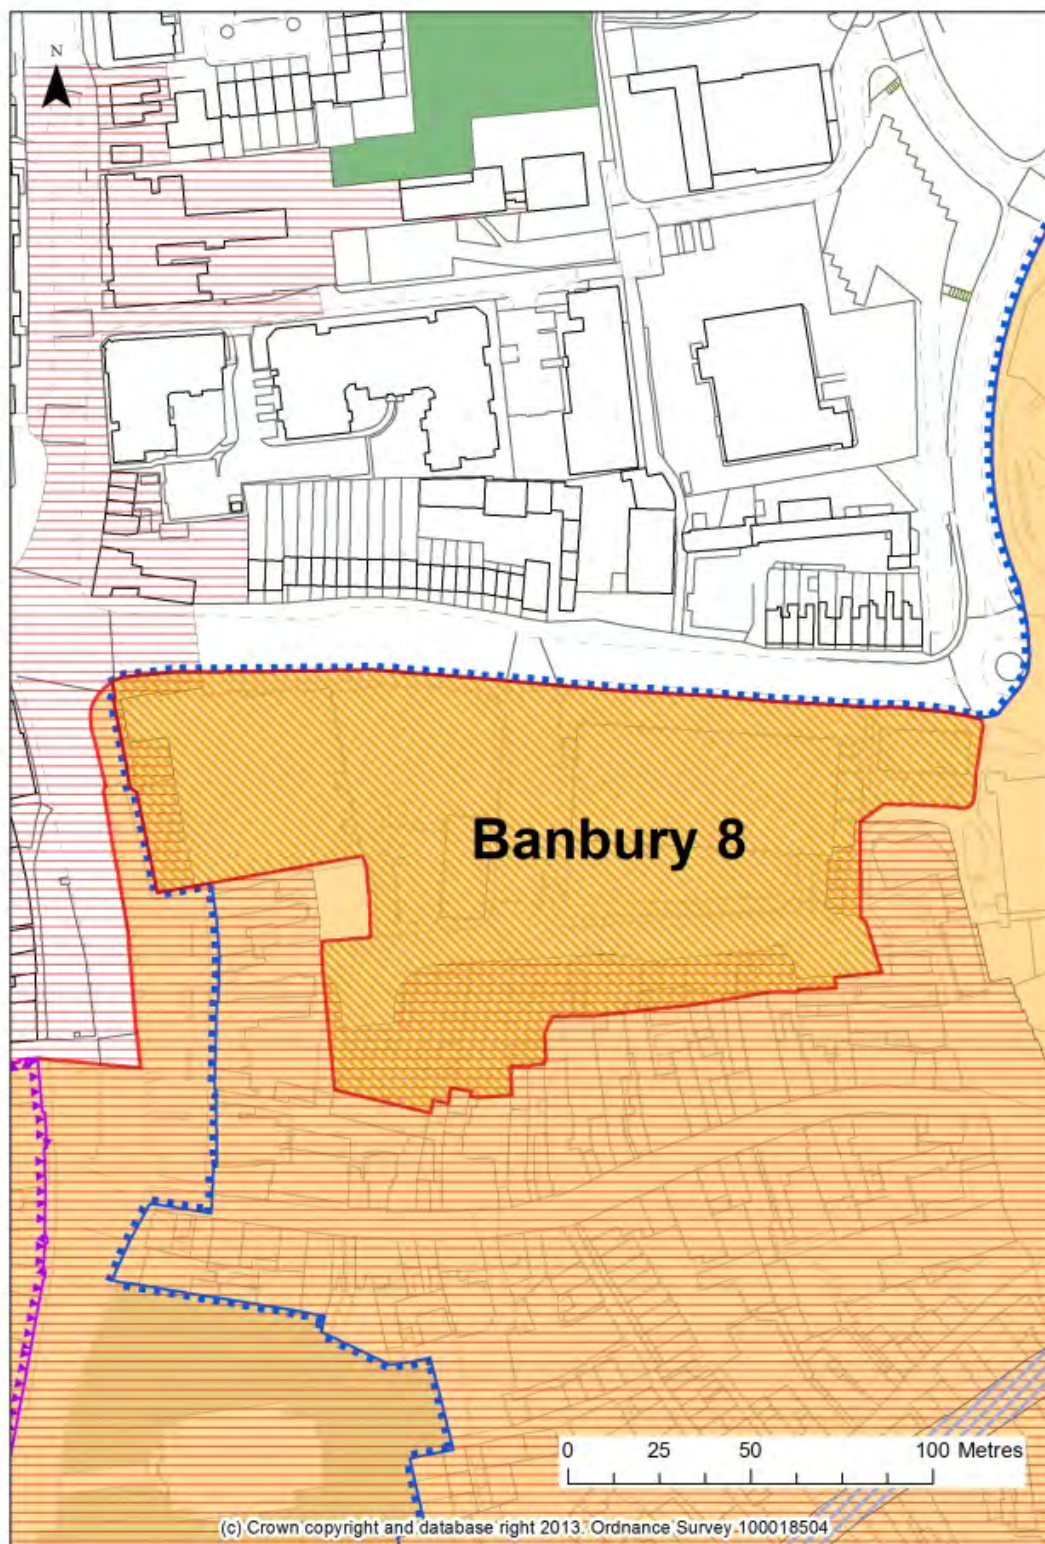 N
Banbury 8
0 25 50 100 Metres
(c) Crown copyright and database right 2013. Ordnance Survey 100018504